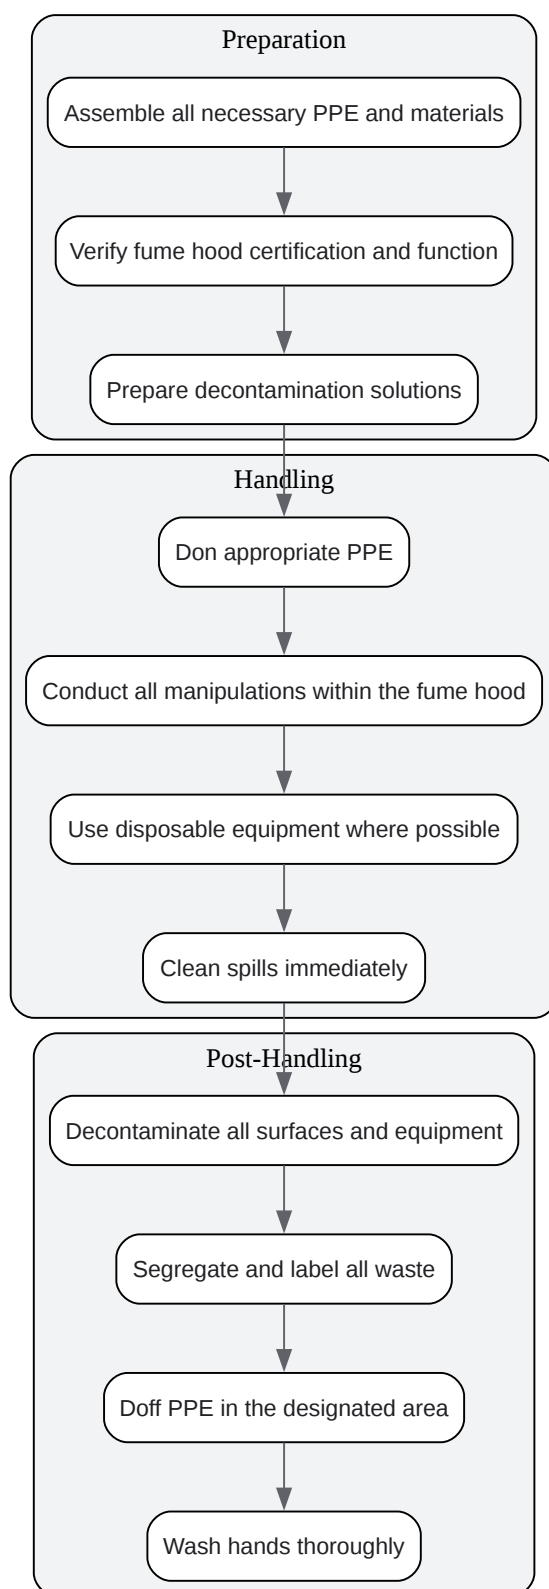 Preparation
Assemble all necessary PPE and materials
Verify fume hood certification and function
Prepare decontamination solutions
Handling
Don appropriate PPE
Conduct all manipulations within the fume hood
Use disposable equipment where possible
Clean spills immediately
Post-Handling
Decontaminate all surfaces and equipment
Segregate and label all waste
Doff PPE in the designated area
Wash hands thoroughly